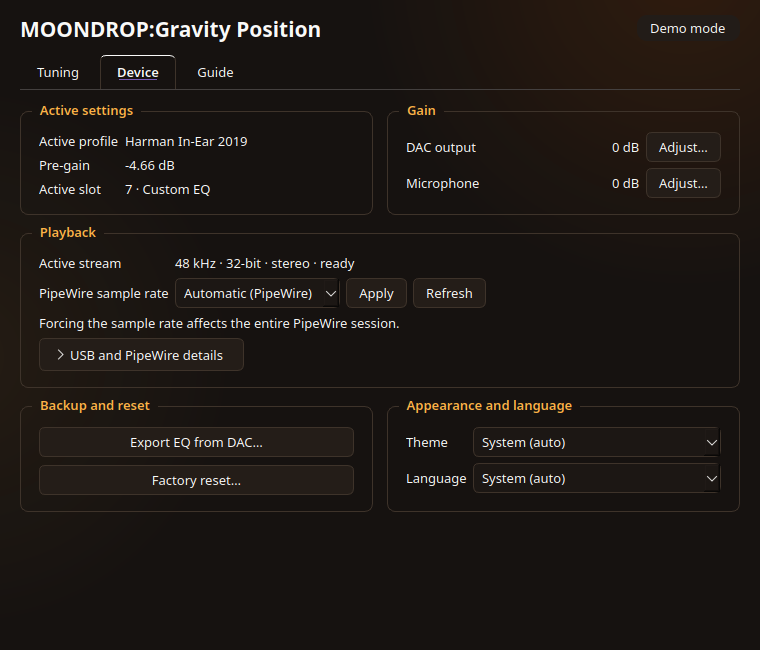 MOONDROP:Gravity Position
Demo mode
Tuning
Device
Guide
Active settings
Active profile Harman In-Ear 2019
Pre-gain -4.66 dB
Active slot 7 · Custom EQ
Gain
DAC output 0 dB Adjust...
Microphone 0 dB Adjust...
Playback
Active stream 48 kHz · 32-bit · stereo · ready
PipeWire sample rate Automatic (PipeWire) Apply Refresh
Forcing the sample rate affects the entire PipeWire session.
USB and PipeWire details
Backup and reset
Export EQ from DAC...
Factory reset...
Appearance and language
Theme System (auto)
Language System (auto)